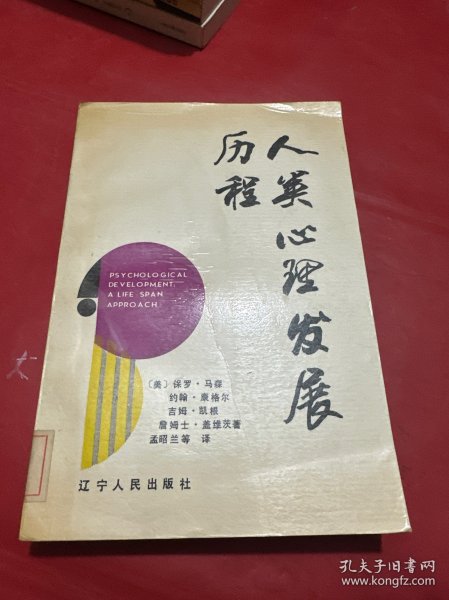 人类心理发展
历程
PSYCHOLOGICAL
DEVELOPMENT
A LIFE SPAN
APPROACH
〔美〕保罗·马森
约翰·康格尔
吉姆·凯根
詹姆士·盖维茨著
孟昭兰等 译
辽宁人民出版社
孔夫子旧书网
www.kongfz.com